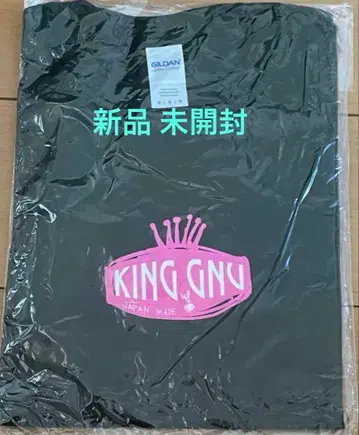 GILDAN
新品 未開封
KING GNU
JAPAN MADE